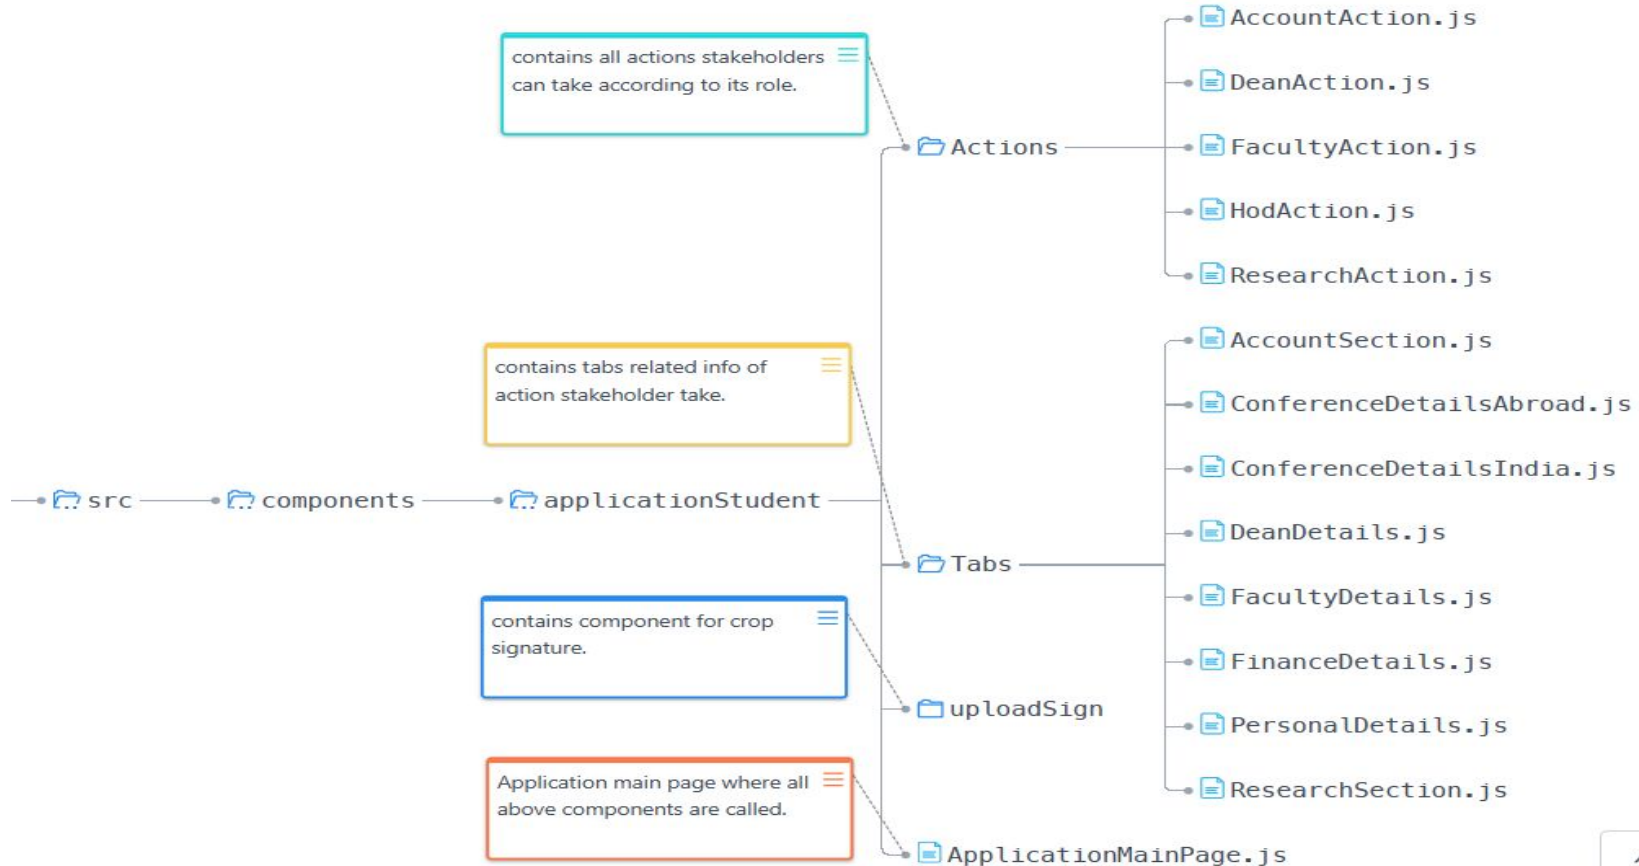 AccountAction.js
contains all actions stakeholders
can take according to its role.
DeanAction.js
Actions
FacultyAction.js
HodAction.js
ResearchAction.js
AccountSection.js
contains tabs related info of
action stakeholder take.
ConferenceDetailsAbroad.js
ConferenceDetailsIndia.js
src
components
applicationStudent
DeanDetails.js
Tabs
FacultyDetails.js
contains component for crop
signature.
FinanceDetails.js
uploadSign
PersonalDetails.js
Application main page where all
above components are called.
ResearchSection.js
ApplicationMainPage.js